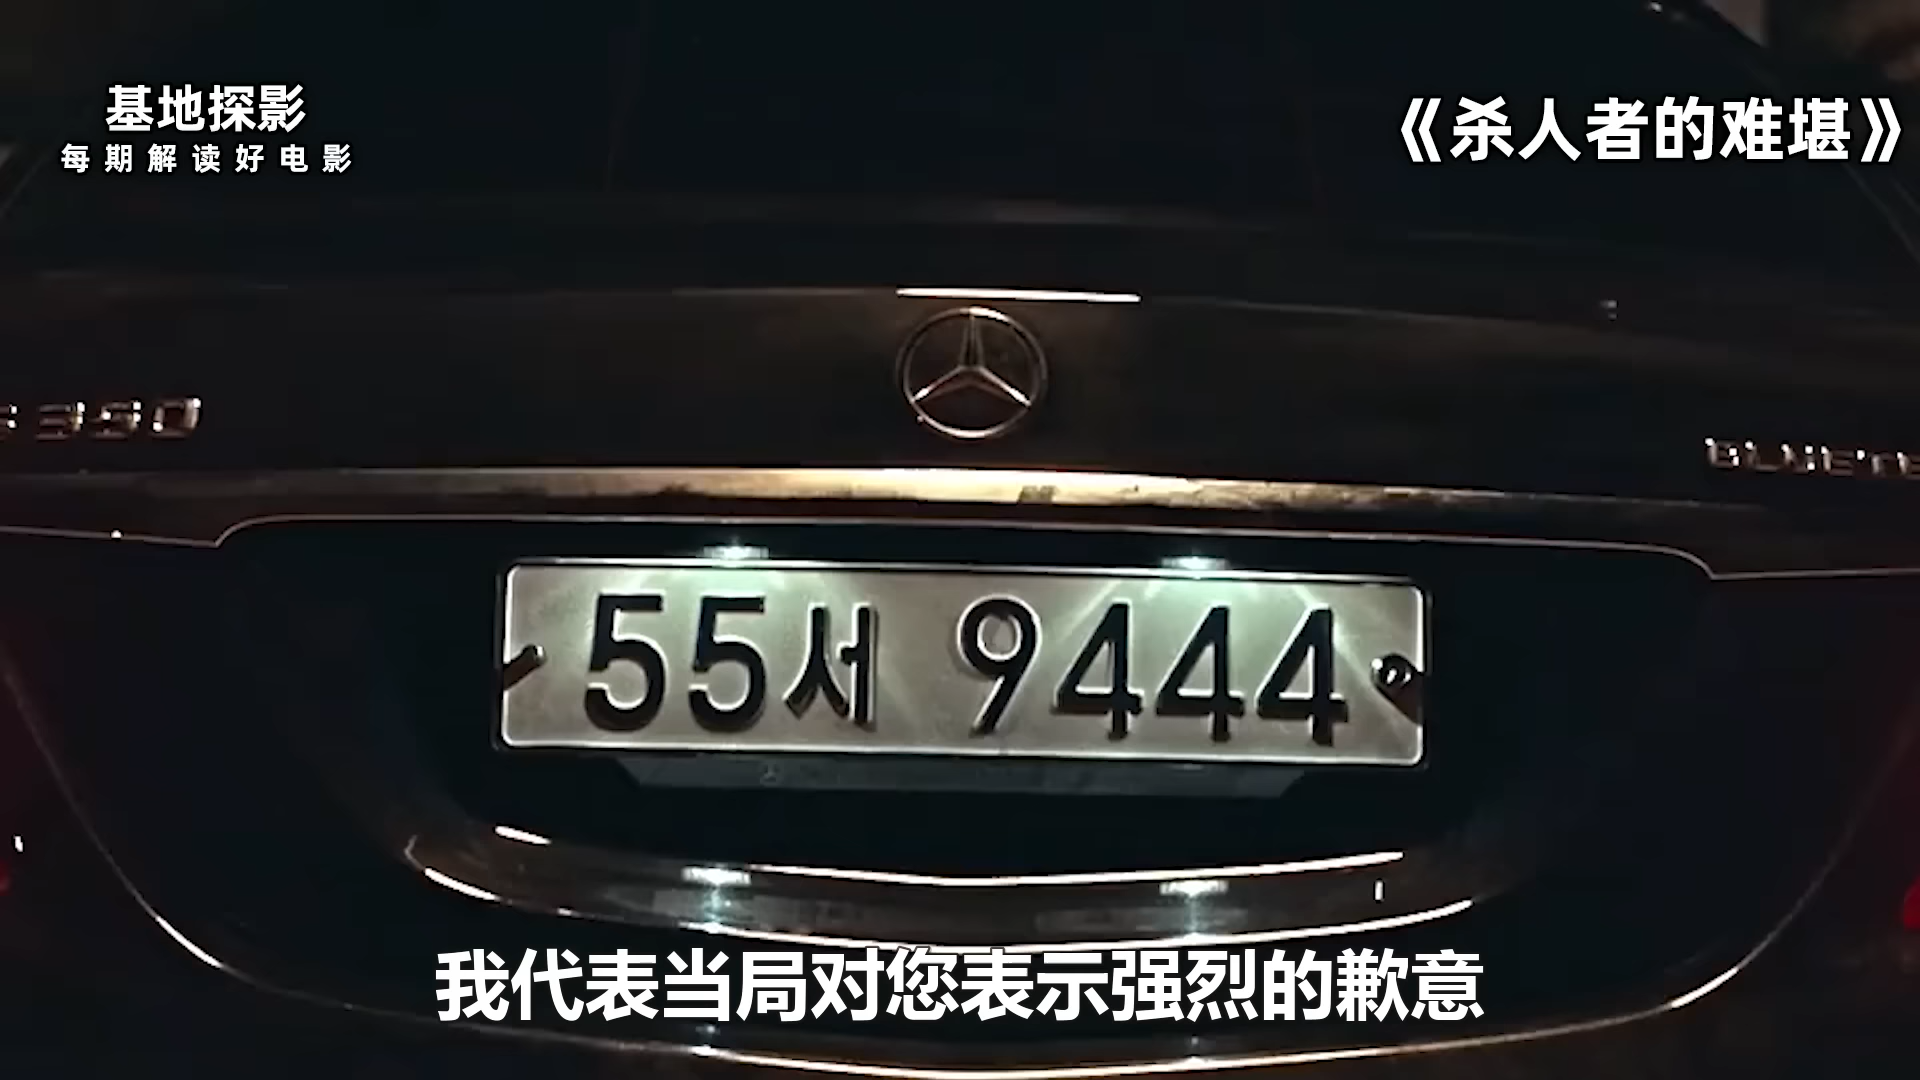 基地探影
每期解读好电影
《杀人者的难堪》
350
55서 9444
我代表当局对您表示强烈的歉意